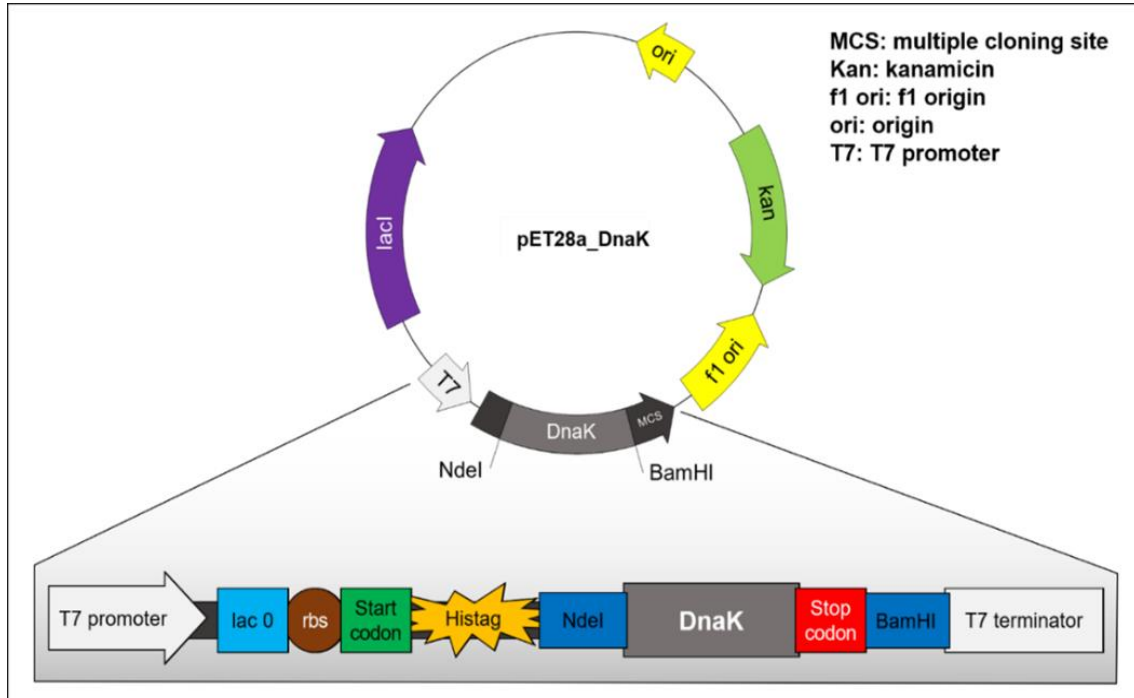 ori
MCS: multiple cloning site
Kan: kanamicin
f1 ori: f1 origin
ori: origin
T7: T7 promoter
lacI
kan
pET28a_DnaK
T7
f1 ori
DnaK
MCS
NdeI
BamHI
T7 promoter
lac 0
rbs
Start
codon
Histag
NdeI
DnaK
Stop
codon
BamHI
T7 terminator